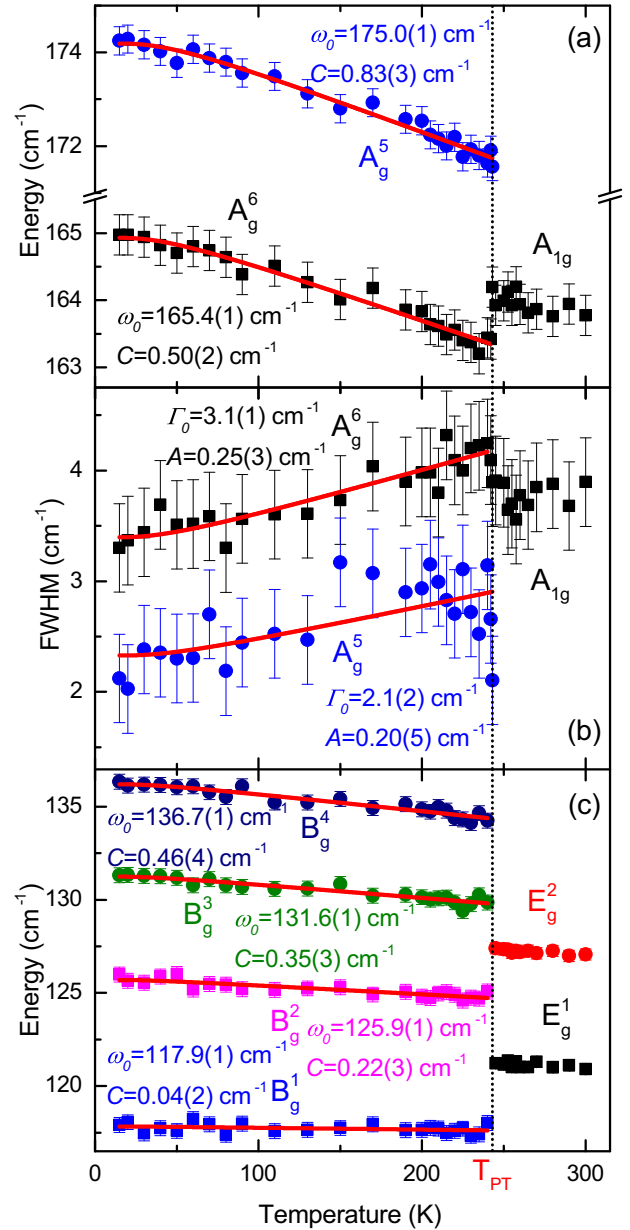 (a)
174
ω₀=175.0(1) cm⁻¹
C=0.83(3) cm⁻¹
172
A_g^5
Energy (cm⁻¹)
165
A_g^6
A_1g
164
ω₀=165.4(1) cm⁻¹
C=0.50(2) cm⁻¹
163
Γ₀=3.1(1) cm⁻¹
A_g^6
A=0.25(3) cm⁻¹
4
FWHM (cm⁻¹)
3
A_1g
A_g^5
2
Γ₀=2.1(2) cm⁻¹
A=0.20(5) cm⁻¹
(b)
(c)
135
ω₀=136.7(1) cm⁻¹
B_g^4
C=0.46(4) cm⁻¹
130
B_g^3
ω₀=131.6(1) cm⁻¹
C=0.35(3) cm⁻¹
E_g^2
Energy (cm⁻¹)
125
B_g^2
ω₀=125.9(1) cm⁻¹
C=0.22(3) cm⁻¹
E_g^1
120
ω₀=117.9(1) cm⁻¹
C=0.04(2) cm⁻¹
B_g^1
0
100
200
T_PT
300
Temperature (K)